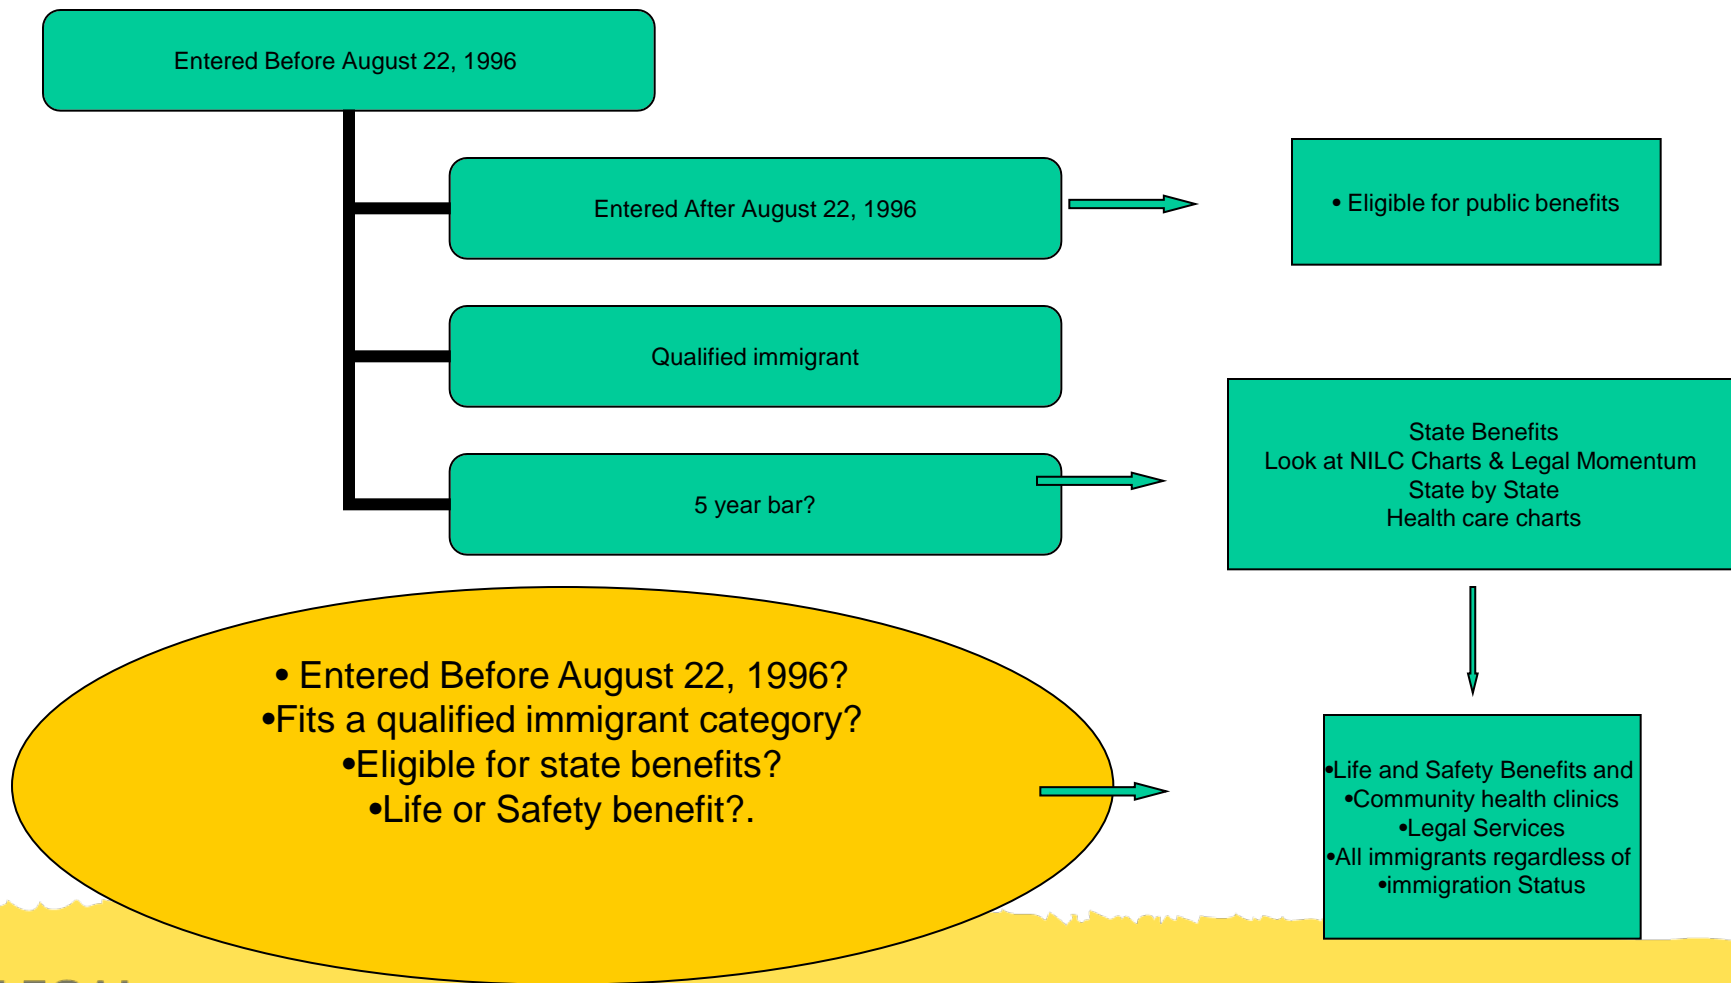 Entered Before August 22, 1996
Entered After August 22, 1996
• Eligible for public benefits
Qualified immigrant
State Benefits
Look at NILC Charts & Legal Momentum
State by State
Health care charts
5 year bar?
• Entered Before August 22, 1996?
•Fits a qualified immigrant category?
•Eligible for state benefits?
•Life or Safety benefit?.
•Life and Safety Benefits and
•Community health clinics
•Legal Services
•All immigrants regardless of
•immigration Status